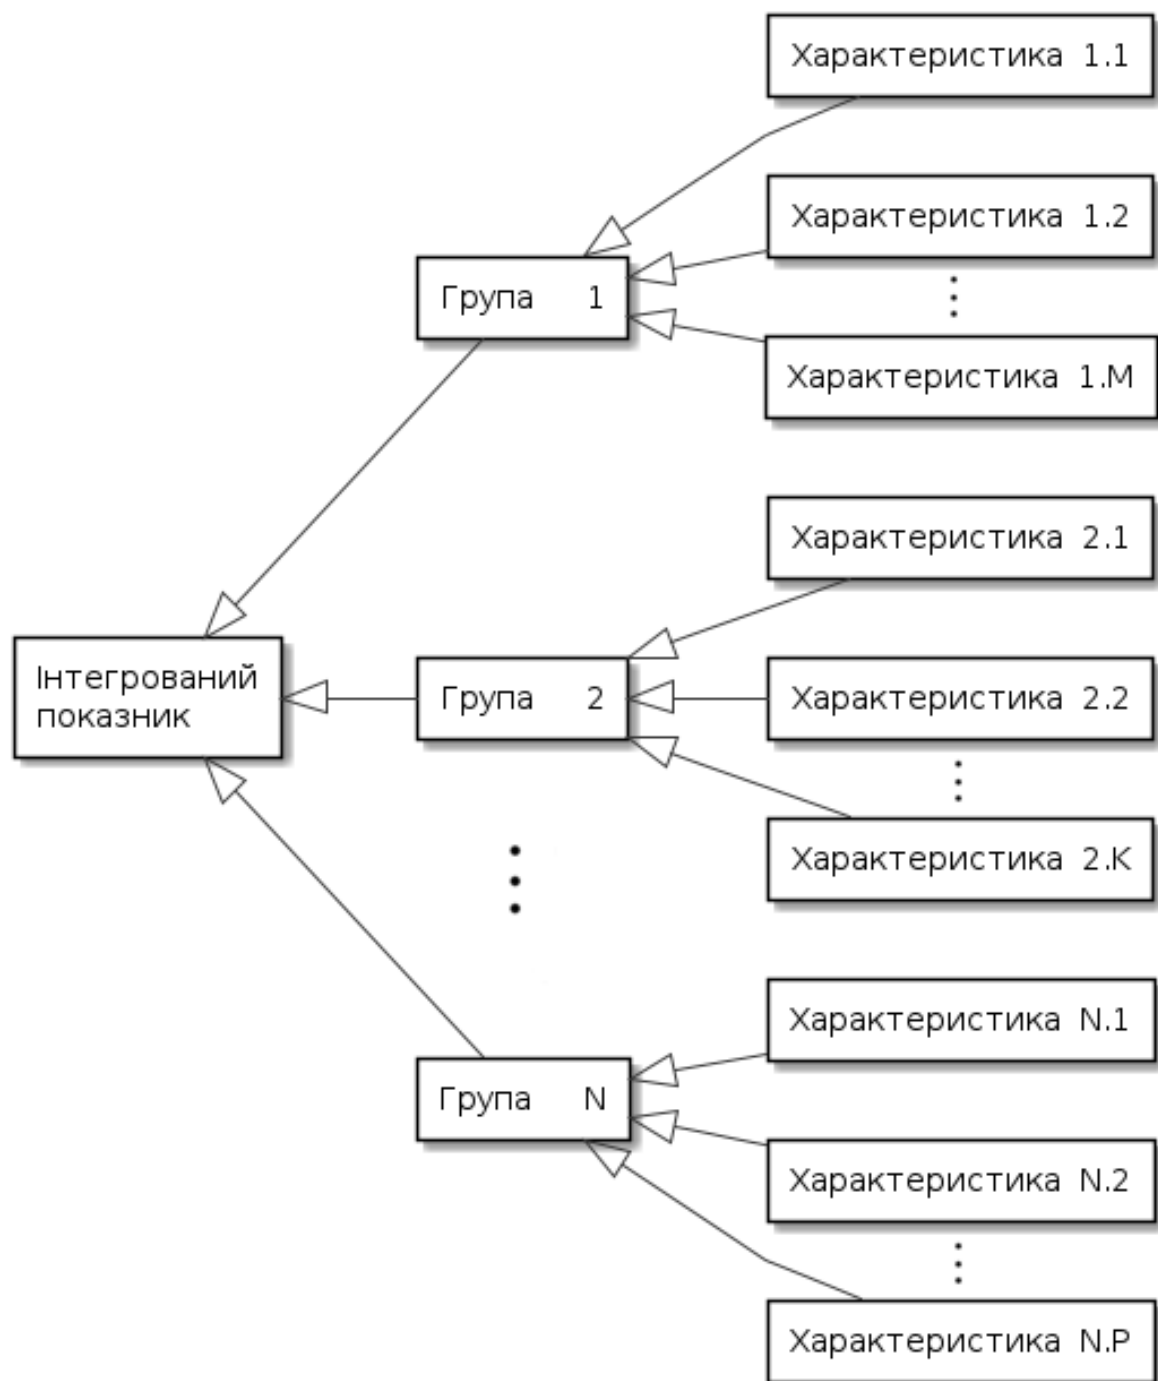 Характеристика 1.1
Характеристика 1.2
Група 1
Характеристика 1.M
Характеристика 2.1
Інтегрований
показник
Група 2
Характеристика 2.2
Характеристика 2.K
Характеристика N.1
Група N
Характеристика N.2
Характеристика N.P